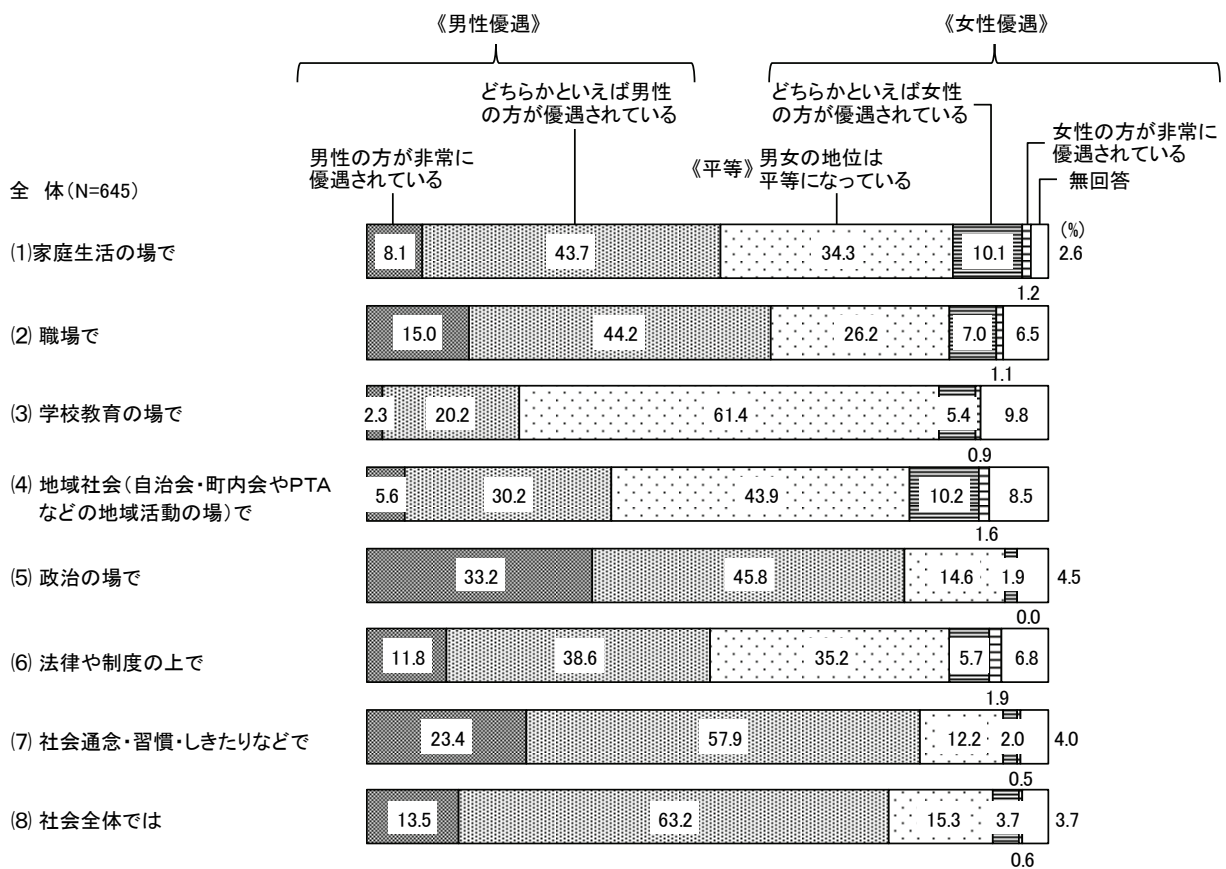 《男性優遇》
《女性優遇》
どちらかといえば男性
の方が優遇されている
どちらかといえば女性
の方が優遇されている
男性の方が非常に
優遇されている
《平等》
男女の地位は
平等になっている
女性の方が非常に
優遇されている
無回答
全 体(N=645)
(%)
⑴家庭生活の場で
8.1
43.7
34.3
10.1
1.2
2.6
⑵ 職場で
15.0
44.2
26.2
7.0
1.1
6.5
⑶ 学校教育の場で
2.3
20.2
61.4
5.4
0.9
9.8
⑷ 地域社会(自治会・町内会やPTA
などの地域活動の場)で
5.6
30.2
43.9
10.2
1.6
8.5
⑸ 政治の場で
33.2
45.8
14.6
1.9
0.0
4.5
⑹ 法律や制度の上で
11.8
38.6
35.2
5.7
1.9
6.8
⑺ 社会通念・習慣・しきたりなどで
23.4
57.9
12.2
2.0
0.5
4.0
⑻ 社会全体では
13.5
63.2
15.3
3.7
0.6
3.7